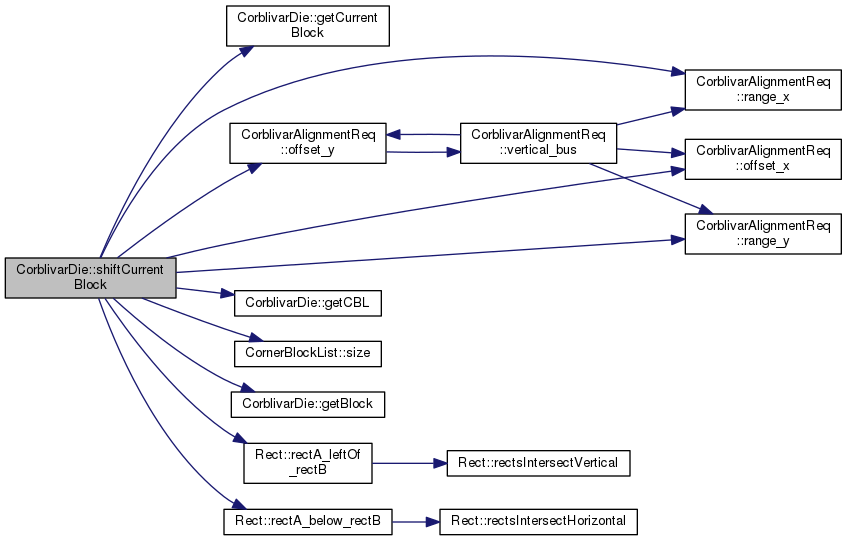 CorblivarDie::getCurrent
Block
CorblivarAlignmentReq
::range_x
CorblivarAlignmentReq
::offset_y
CorblivarAlignmentReq
::vertical_bus
CorblivarAlignmentReq
::offset_x
CorblivarAlignmentReq
::range_y
CorblivarDie::shiftCurrent
Block
CorblivarDie::getCBL
CornerBlockList::size
CorblivarDie::getBlock
Rect::rectA_leftOf
_rectB
Rect::rectsIntersectVertical
Rect::rectA_below_rectB
Rect::rectsIntersectHorizontal